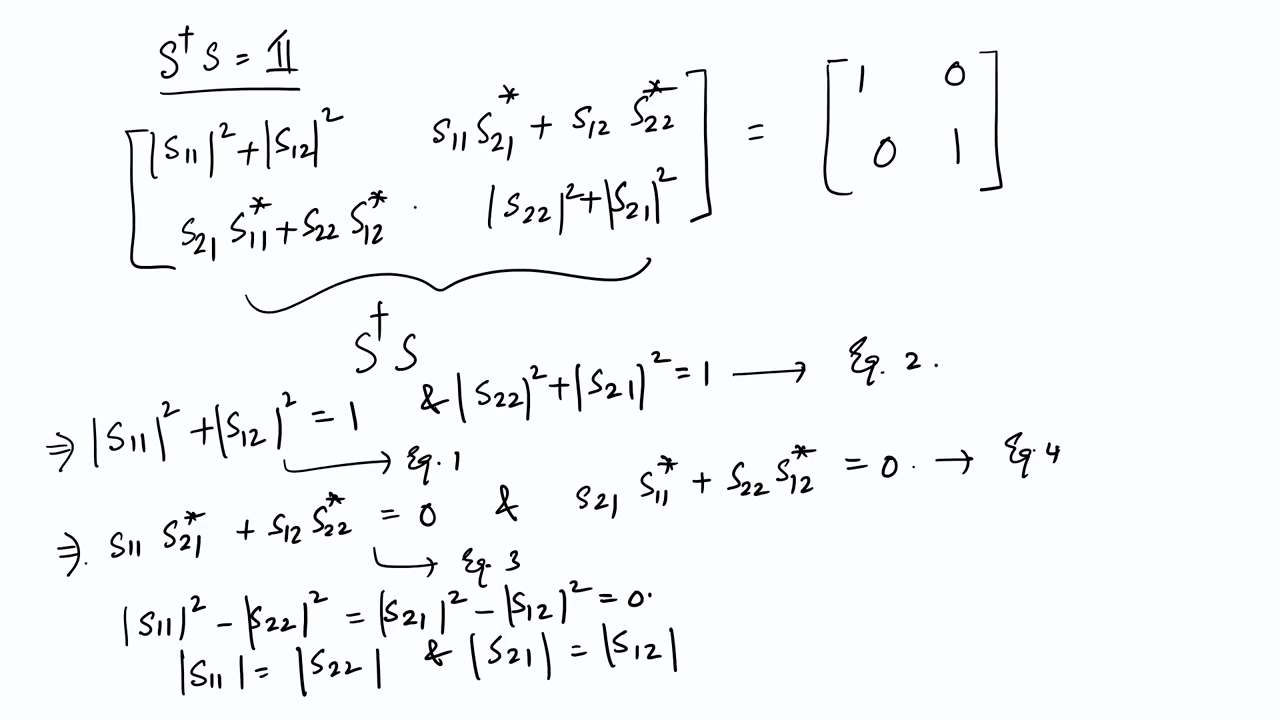 S† S = 𝟙
[ |S11|² + |S12|²   S11 S21* + S12 S22* ] = [ 1 0 ]
[ S21 S11* + S22 S12* .   |S22|² + |S21|² ]   [ 0 1 ]
S† S
⇒ |S11|² + |S12|² = 1 & |S22|² + |S21|² = 1 ⟶ Eq. 2.
⟶ Eq. 1
⇒. S11 S21* + S12 S22* = 0 & S21 S11* + S22 S12* = 0. → Eq. 4
⟶ Eq. 3
|S11|² - |S22|² = |S21|² - |S12|² = 0.
|S11| = |S22| & |S21| = |S12|